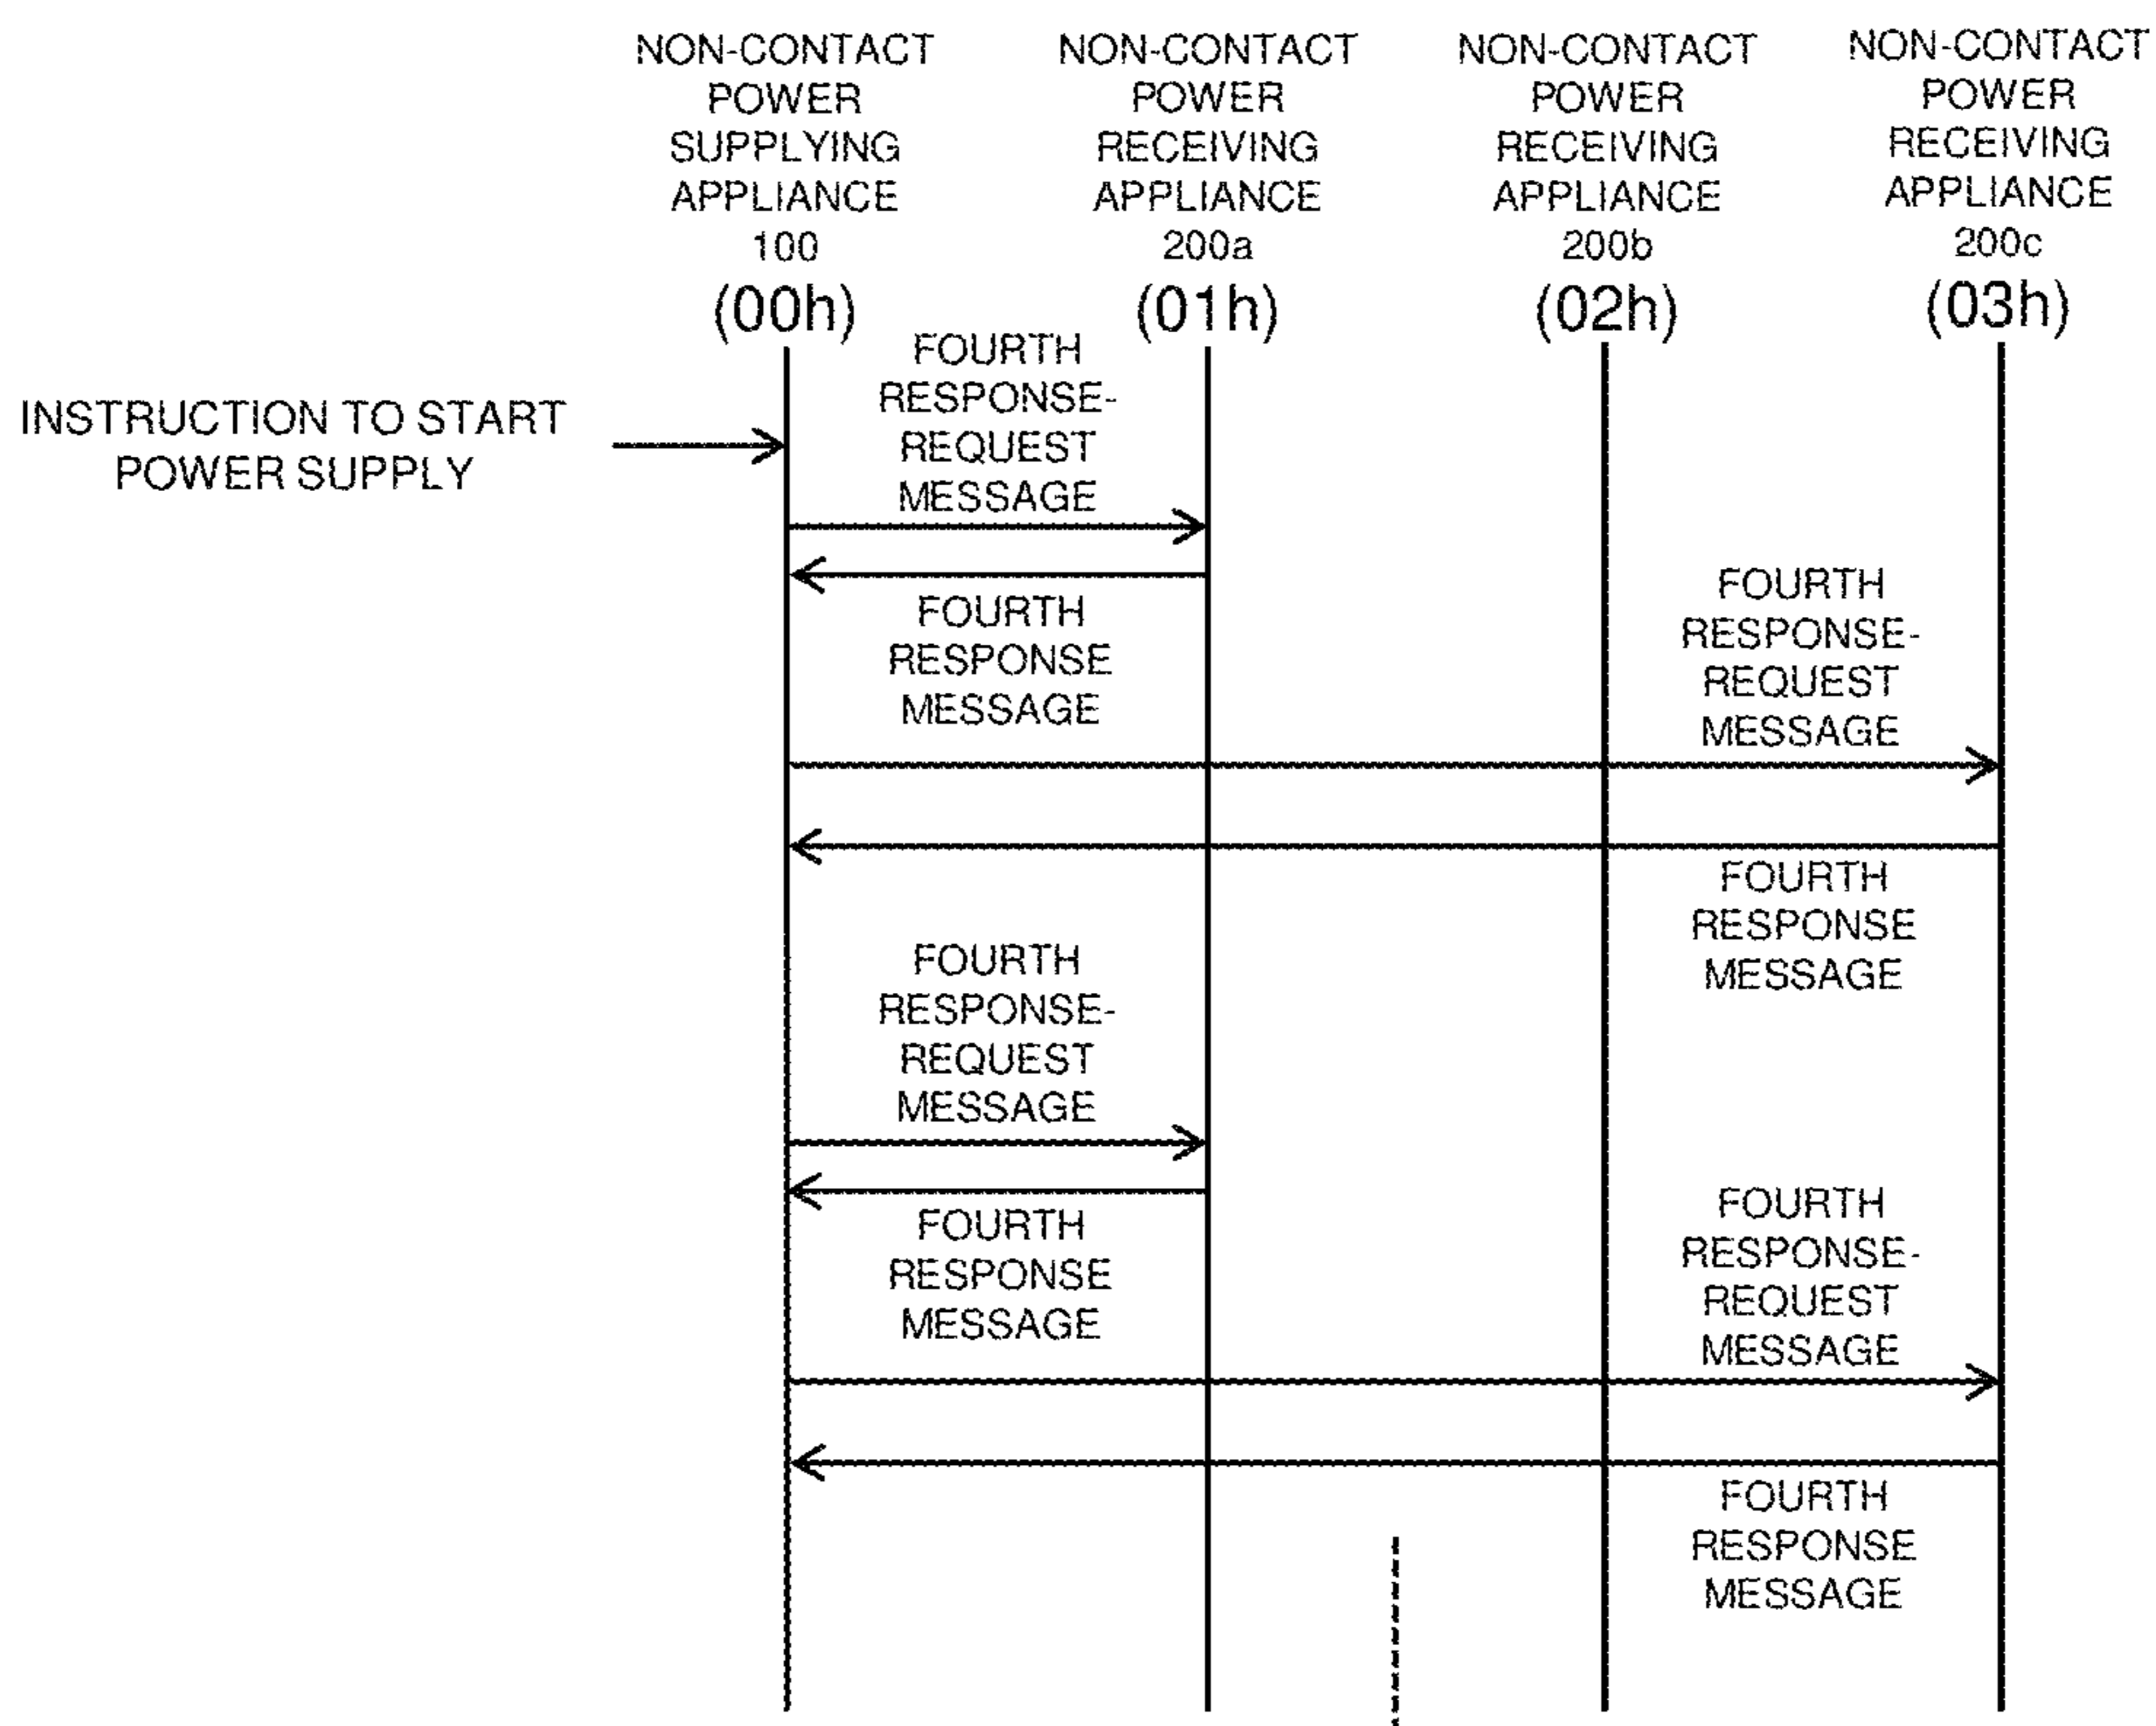 NON-CONTACT
POWER
SUPPLYING
APPLIANCE
100
(00h)
NON-CONTACT
POWER
RECEIVING
APPLIANCE
200a
(01h)
NON-CONTACT
POWER
RECEIVING
APPLIANCE
200b
(02h)
NON-CONTACT
POWER
RECEIVING
APPLIANCE
200c
(03h)
INSTRUCTION TO START
POWER SUPPLY
FOURTH
RESPONSE-
REQUEST
MESSAGE
FOURTH
RESPONSE
MESSAGE
FOURTH
RESPONSE-
REQUEST
MESSAGE
FOURTH
RESPONSE
MESSAGE
FOURTH
RESPONSE-
REQUEST
MESSAGE
FOURTH
RESPONSE
MESSAGE
FOURTH
RESPONSE-
REQUEST
MESSAGE
FOURTH
RESPONSE
MESSAGE